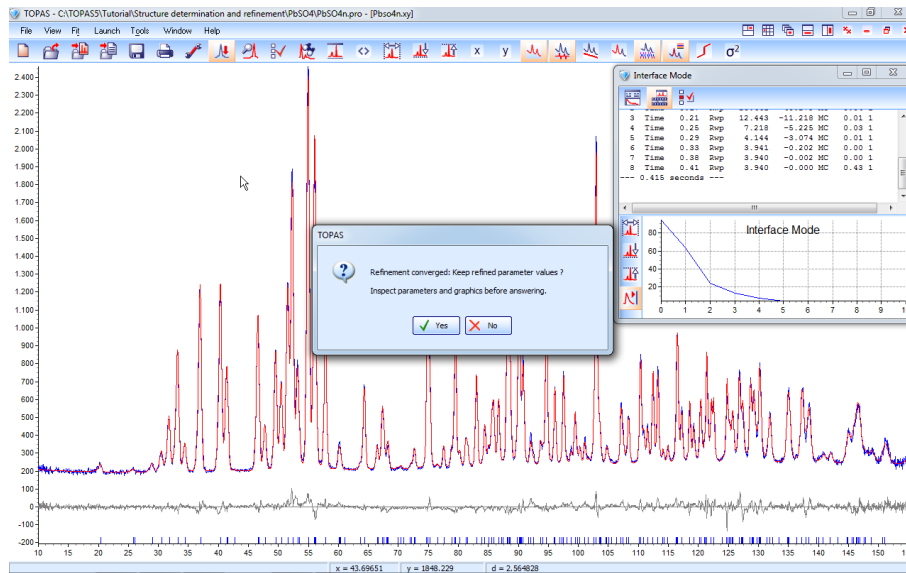 TOPAS - C:\TOPAS5\Tutorial\Structure determination and refinement\PbSO4\PbSO4n.pro - [Pbso4n.xy]
File View Fit Launch Tools Window Help
x y σ²
Interface Mode
3 Time 0.21 Rwp 12.443 -11.218 MC 0.01 1
4 Time 0.25 Rwp 7.218 -5.225 MC 0.03 1
5 Time 0.29 Rwp 4.144 -3.074 MC 0.01 1
6 Time 0.33 Rwp 3.941 -0.202 MC 0.00 1
7 Time 0.38 Rwp 3.940 -0.002 MC 0.00 1
8 Time 0.41 Rwp 3.940 -0.000 MC 0.43 1
--- 0.415 seconds ---
Interface Mode
80
60
40
20
0 1 2 3 4 5 6 7 8 9
TOPAS
Refinement converged: Keep refined parameter values ?
Inspect parameters and graphics before answering.
Yes No
2.400
2.300
2.200
2.100
2.000
1.900
1.800
1.700
1.600
1.500
1.400
1.300
1.200
1.100
1.000
900
800
700
600
500
400
300
200
100
0
-100
-200
10 15 20 25 30 35 40 45 50 55 60 65 70 75 80 85 90 95 100 105 110 115 120 125 130 135 140 145 150
x = 43.69651 y = 1848.229 d = 2.564828